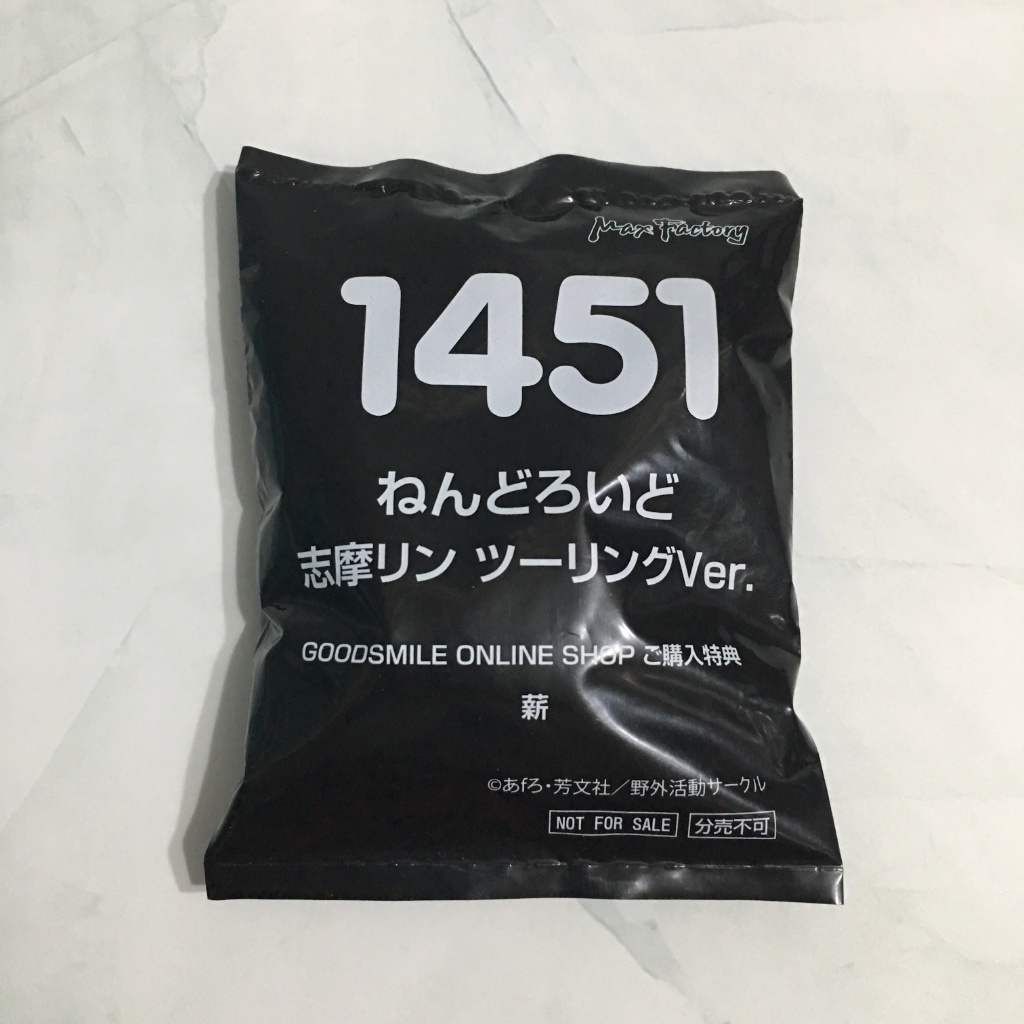 Max Factory
1451
ねんどろいど
志摩リン ツーリングVer.
GOODSMILE ONLINE SHOP ご購入特典
薪
©あfろ・芳文社／野外活動サークル
NOT FOR SALE 分売不可